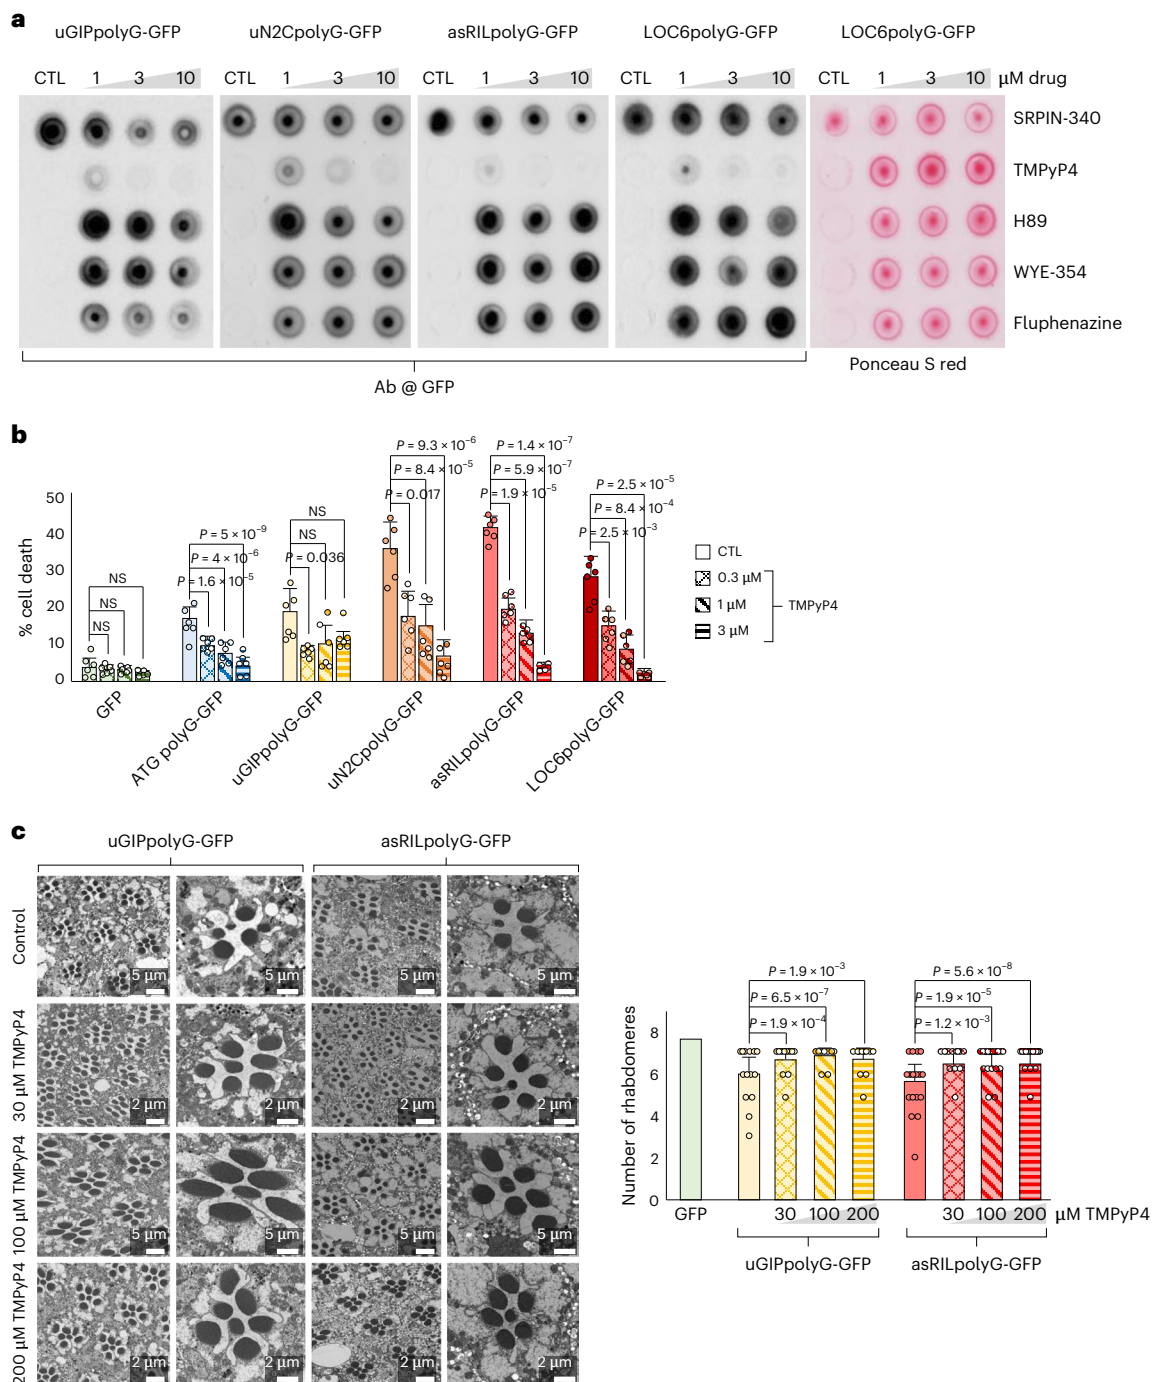 a
uGIPpolyG-GFP uN2CpolyG-GFP asRILpolyG-GFP LOC6polyG-GFP LOC6polyG-GFP
CTL 1 3 10 CTL 1 3 10 CTL 1 3 10 CTL 1 3 10 CTL 1 3 10 μM drug
SRPIN-340
TMPyP4
H89
WYE-354
Fluphenazine
Ab @ GFP
Ponceau S red
b
% cell death
50
40
30
20
10
0
NS
NS
NS
P = 5 × 10⁻⁹
P = 4 × 10⁻⁶
P = 1.6 × 10⁻⁵
NS
NS
P = 0.036
P = 9.3 × 10⁻⁶
P = 8.4 × 10⁻⁵
P = 0.017
P = 1.4 × 10⁻⁷
P = 5.9 × 10⁻⁷
P = 1.9 × 10⁻⁵
P = 2.5 × 10⁻⁵
P = 8.4 × 10⁻⁴
P = 2.5 × 10⁻³
GFP
ATG polyG-GFP
uGIPpolyG-GFP
uN2CpolyG-GFP
asRILpolyG-GFP
LOC6polyG-GFP
CTL
0.3 μM
1 μM
3 μM
TMPyP4
c
uGIPpolyG-GFP asRILpolyG-GFP
Control
5 μm 5 μm 5 μm 5 μm
30 μM TMPyP4
2 μm 2 μm 2 μm 2 μm
100 μM TMPyP4
5 μm 5 μm 5 μm 5 μm
200 μM TMPyP4
2 μm 2 μm 2 μm 2 μm
Number of rhabdomeres
8
6
4
2
0
P = 1.9 × 10⁻³
P = 6.5 × 10⁻⁷
P = 1.9 × 10⁻⁴
P = 5.6 × 10⁻⁸
P = 1.9 × 10⁻⁵
P = 1.2 × 10⁻³
GFP 30 100 200 30 100 200 μM TMPyP4
uGIPpolyG-GFP asRILpolyG-GFP